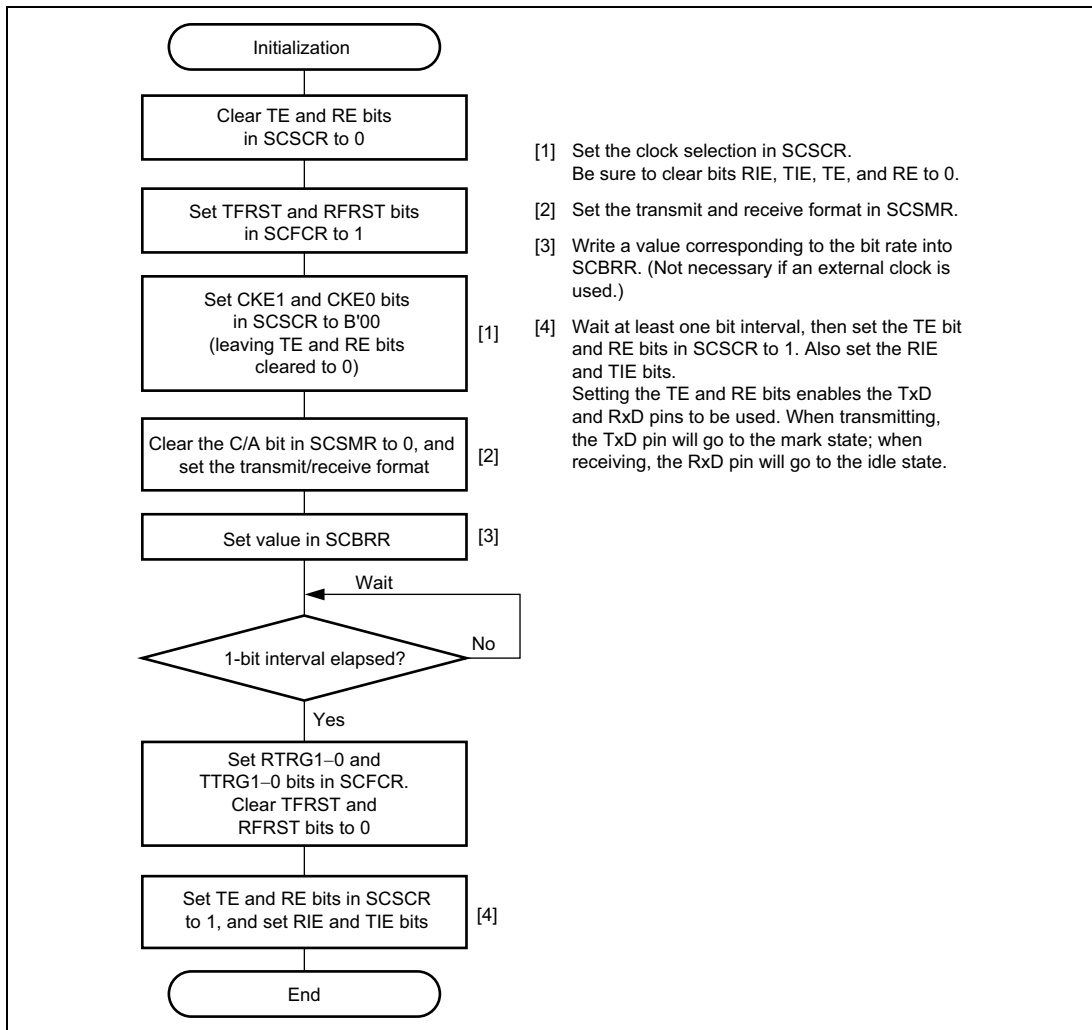 Initialization
Clear TE and RE bits
in SCSCR to 0
Set TFRST and RFRST bits
in SCFCR to 1
Set CKE1 and CKE0 bits
in SCSCR to B'00
(leaving TE and RE bits
cleared to 0)
[1]
Clear the C/A bit in SCSMR to 0, and
set the transmit/receive format
[2]
Set value in SCBRR
[3]
Wait
1-bit interval elapsed?
No
Yes
Set RTRG1–0 and
TTRG1–0 bits in SCFCR.
Clear TFRST and
RFRST bits to 0
Set TE and RE bits in SCSCR
to 1, and set RIE and TIE bits
[4]
End
[1] Set the clock selection in SCSCR.
Be sure to clear bits RIE, TIE, TE, and RE to 0.
[2] Set the transmit and receive format in SCSMR.
[3] Write a value corresponding to the bit rate into
SCBRR. (Not necessary if an external clock is
used.)
[4] Wait at least one bit interval, then set the TE bit
and RE bits in SCSCR to 1. Also set the RIE
and TIE bits.
Setting the TE and RE bits enables the TxD
and RxD pins to be used. When transmitting,
the TxD pin will go to the mark state; when
receiving, the RxD pin will go to the idle state.